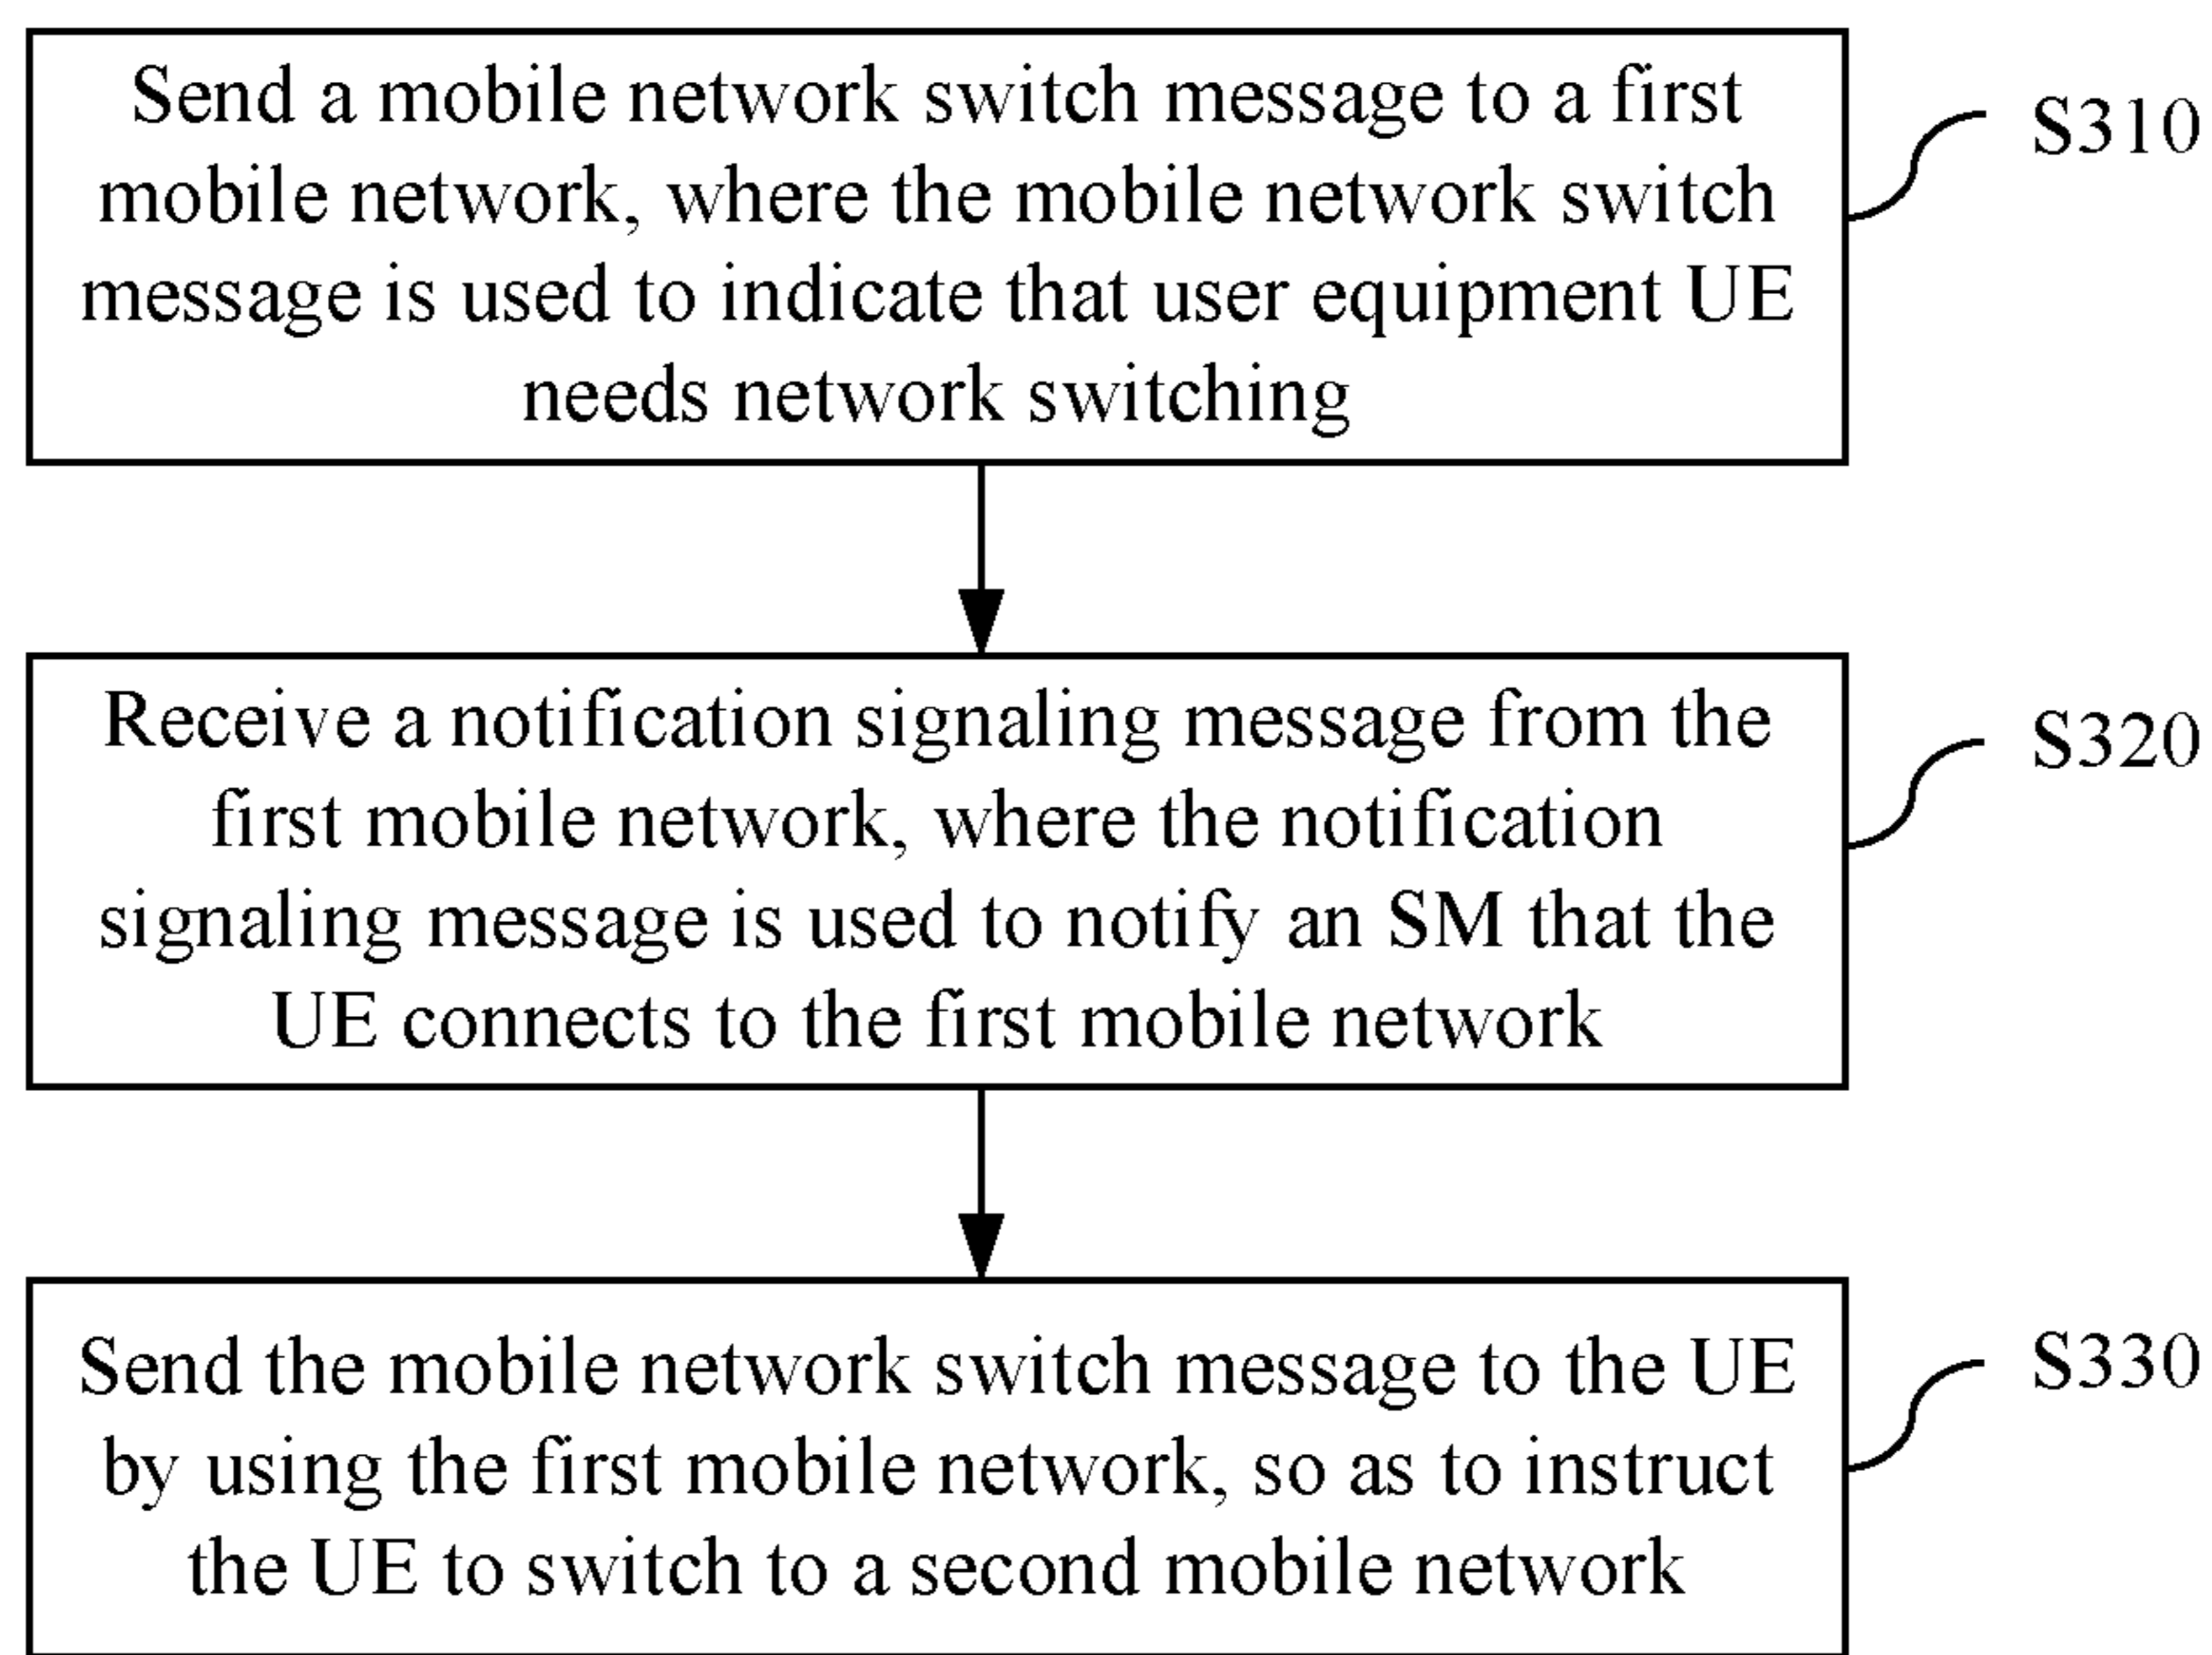 Send a mobile network switch message to a first
mobile network, where the mobile network switch
message is used to indicate that user equipment UE
needs network switching
S310
Receive a notification signaling message from the
first mobile network, where the notification
signaling message is used to notify an SM that the
UE connects to the first mobile network
S320
Send the mobile network switch message to the UE
by using the first mobile network, so as to instruct
the UE to switch to a second mobile network
S330